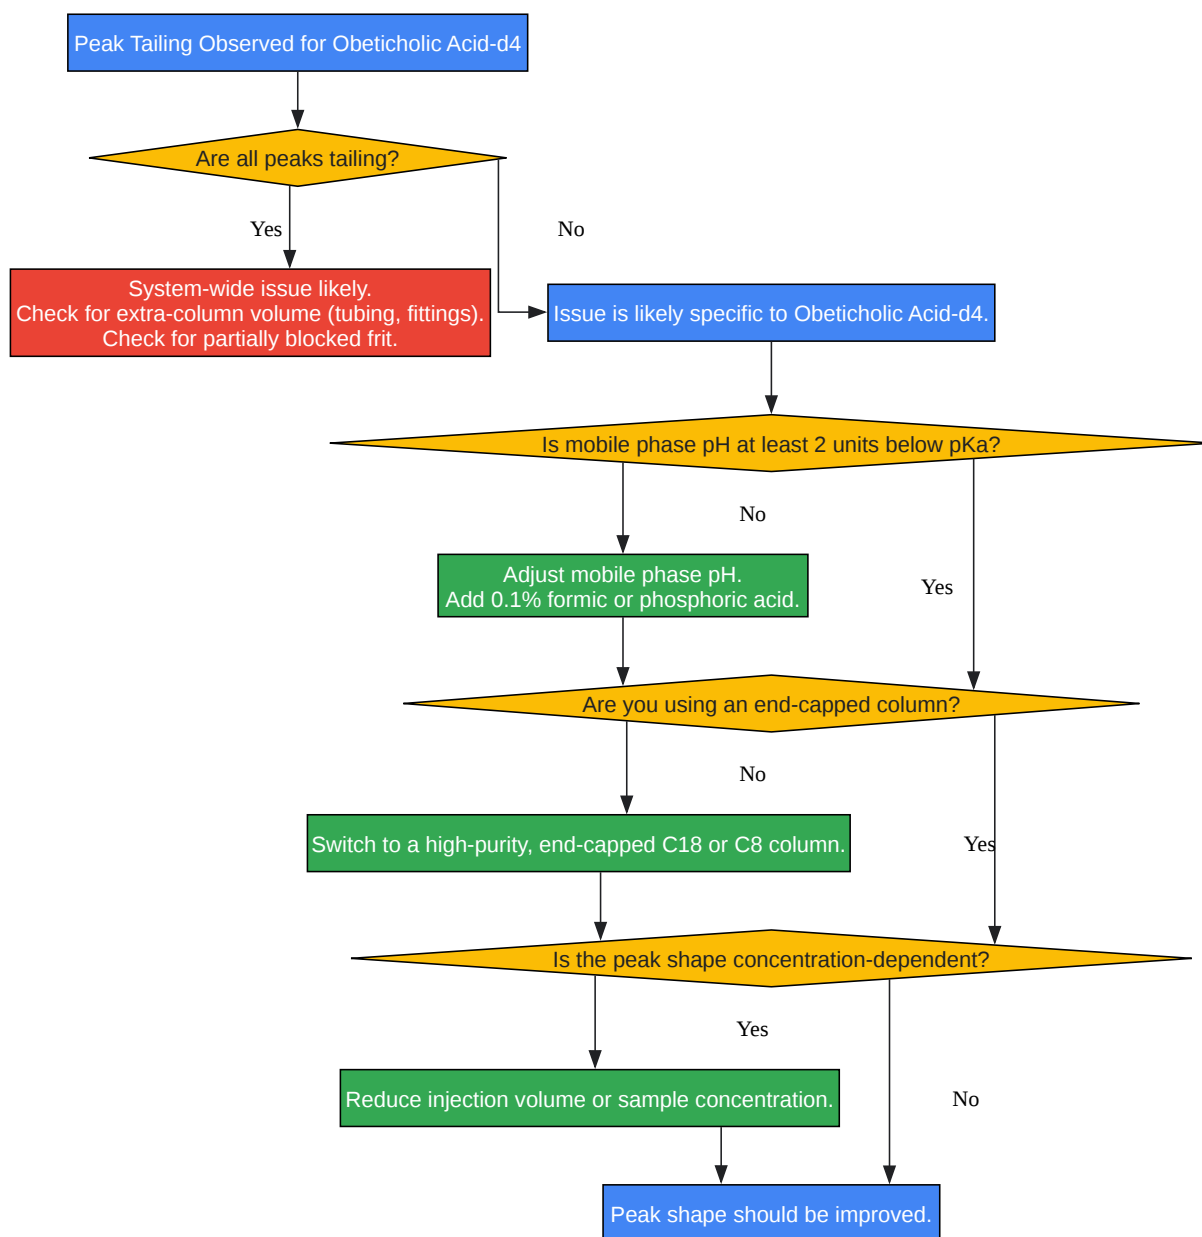 Peak Tailing Observed for Obeticholic Acid-d4
Are all peaks tailing?
Yes
No
System-wide issue likely.
Check for extra-column volume (tubing, fittings).
Check for partially blocked frit.
Issue is likely specific to Obeticholic Acid-d4.
Is mobile phase pH at least 2 units below pKa?
No
Adjust mobile phase pH.
Add 0.1% formic or phosphoric acid.
Yes
Are you using an end-capped column?
No
Switch to a high-purity, end-capped C18 or C8 column.
Yes
Is the peak shape concentration-dependent?
Yes
Reduce injection volume or sample concentration.
No
Peak shape should be improved.